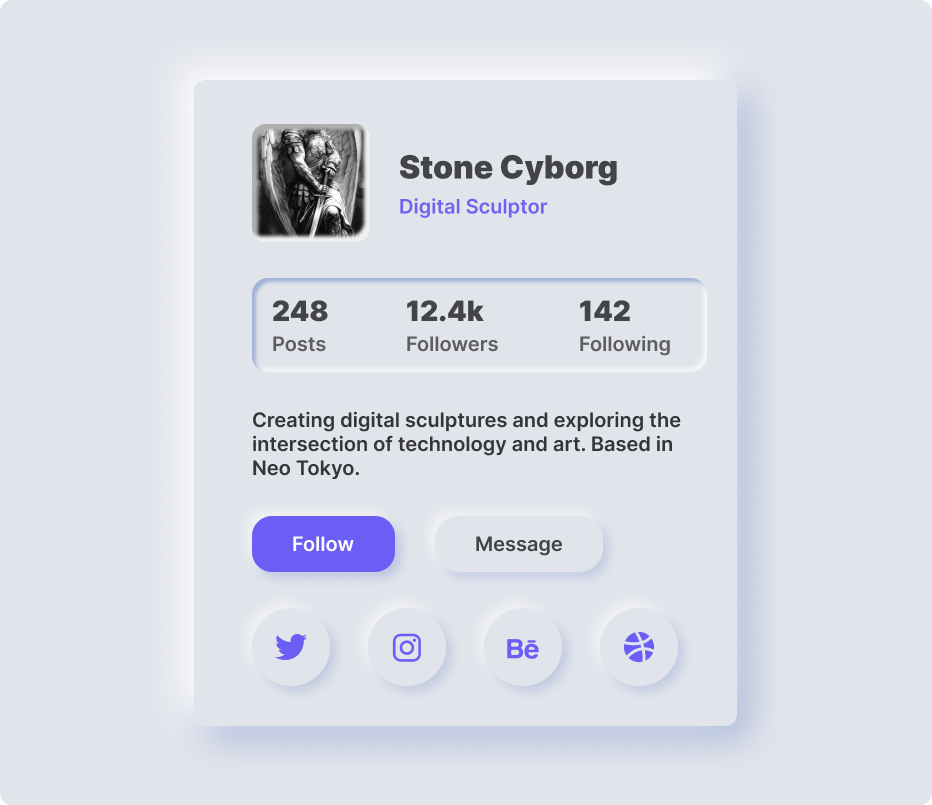 Stone Cyborg
Digital Sculptor
248 12.4k 142
Posts Followers Following
Creating digital sculptures and exploring the
intersection of technology and art. Based in
Neo Tokyo.
Follow Message
Bē